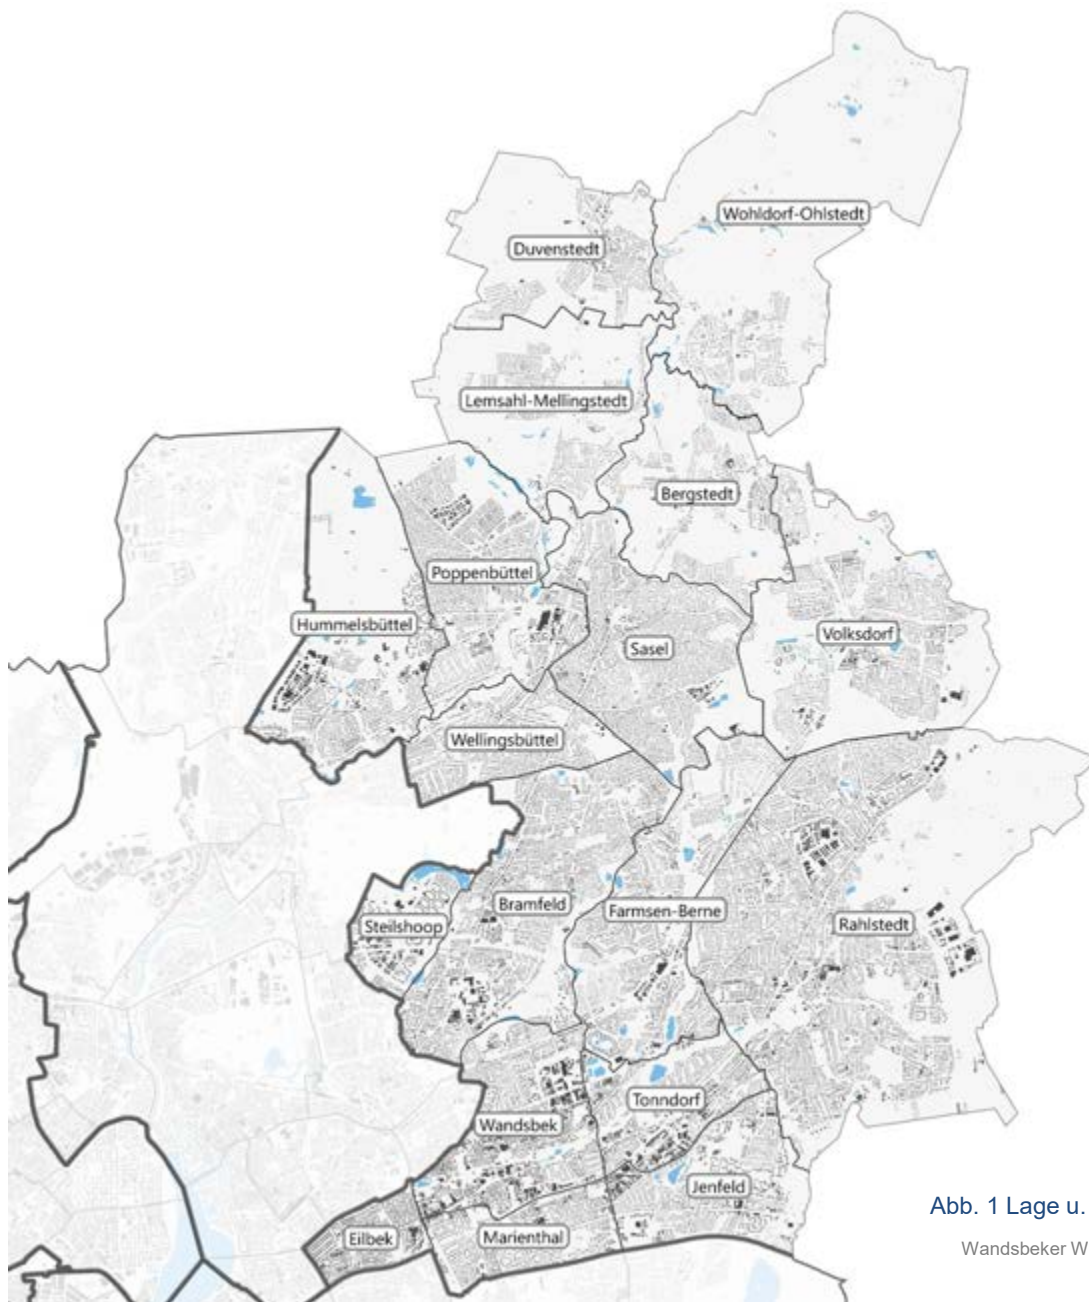 Wohldorf-Ohlstedt
Duvenstedt
Lemsahl-Mellingstedt
Bergstedt
Poppenbüttel
Hummelsbüttel
Volksdorf
Sasel
Wellingsbüttel
Bramfeld
Farmsen-Berne
Steilshoop
Rahlstedt
Tonndorf
Wandsbek
Jenfeld
Eilbek
Marienthal
Abb. 1 Lage u.
Wandsbeker W